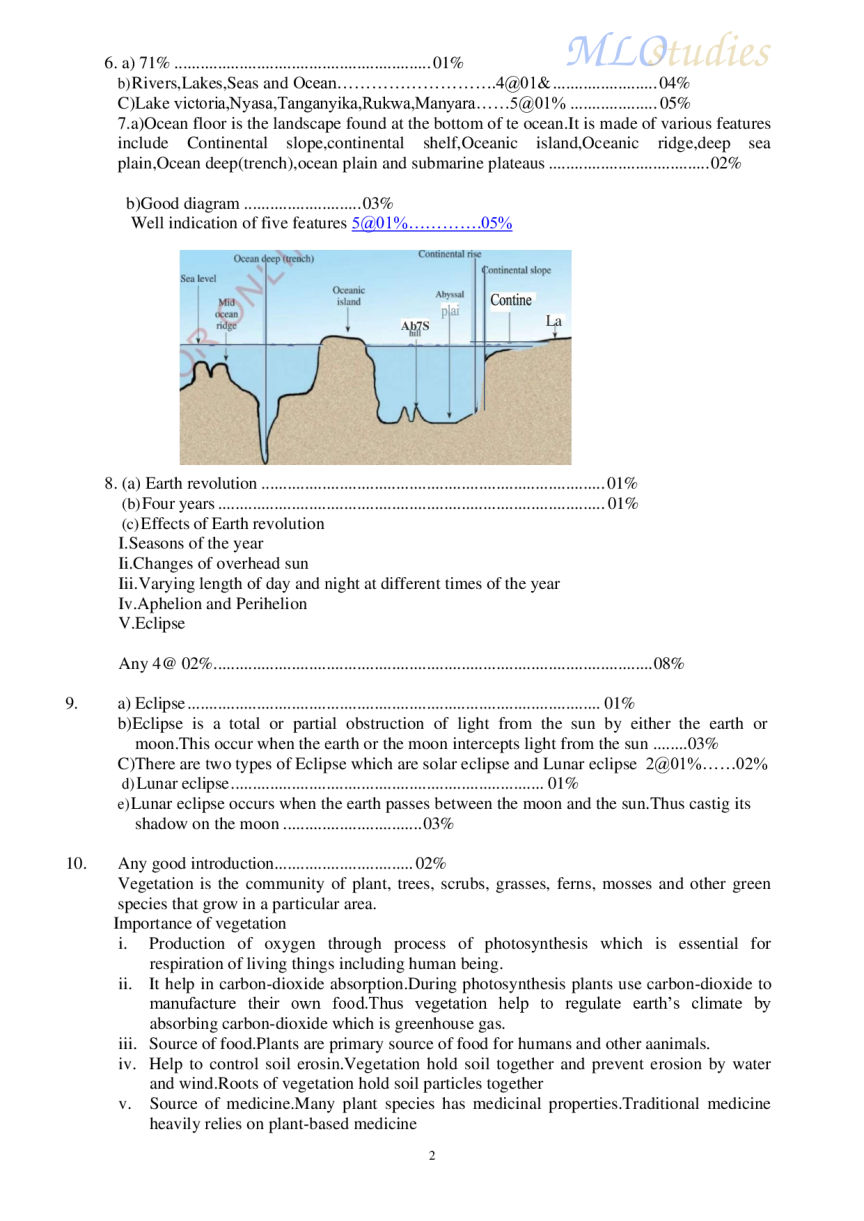 MLOstudies
6. a) 71% ...........................................................01%
b)Rivers,Lakes,Seas and Ocean……………………….4@01&........................04%
C)Lake victoria,Nyasa,Tanganyika,Rukwa,Manyara……5@01% ....................05%
7.a)Ocean floor is the landscape found at the bottom of te ocean.It is made of various features
include Continental slope,continental shelf,Oceanic island,Oceanic ridge,deep sea
plain,Ocean deep(trench),ocean plain and submarine plateaus .....................................02%
b)Good diagram ...........................03%
Well indication of five features 5@01%………….05%
Ocean deep (trench)
Continental rise
Sea level
Continental slope
Oceanic
island
Abyssal
plai
Contine
Mid
ocean
ridge
Ab7S
hill
La
OR ONL
8. (a) Earth revolution ...............................................................................01%
(b)Four years .........................................................................................01%
(c)Effects of Earth revolution
I.Seasons of the year
Ii.Changes of overhead sun
Iii.Varying length of day and night at different times of the year
Iv.Aphelion and Perihelion
V.Eclipse
Any 4@ 02%.....................................................................................................08%
9. a) Eclipse............................................................................................... 01%
b)Eclipse is a total or partial obstruction of light from the sun by either the earth or
moon.This occur when the earth or the moon intercepts light from the sun ........03%
C)There are two types of Eclipse which are solar eclipse and Lunar eclipse 2@01%……02%
d)Lunar eclipse........................................................................ 01%
e)Lunar eclipse occurs when the earth passes between the moon and the sun.Thus castig its
shadow on the moon ................................03%
10. Any good introduction................................02%
Vegetation is the community of plant, trees, scrubs, grasses, ferns, mosses and other green
species that grow in a particular area.
Importance of vegetation
i. Production of oxygen through process of photosynthesis which is essential for
respiration of living things including human being.
ii. It help in carbon-dioxide absorption.During photosynthesis plants use carbon-dioxide to
manufacture their own food.Thus vegetation help to regulate earth’s climate by
absorbing carbon-dioxide which is greenhouse gas.
iii. Source of food.Plants are primary source of food for humans and other aanimals.
iv. Help to control soil erosin.Vegetation hold soil together and prevent erosion by water
and wind.Roots of vegetation hold soil particles together
v. Source of medicine.Many plant species has medicinal properties.Traditional medicine
heavily relies on plant-based medicine
2